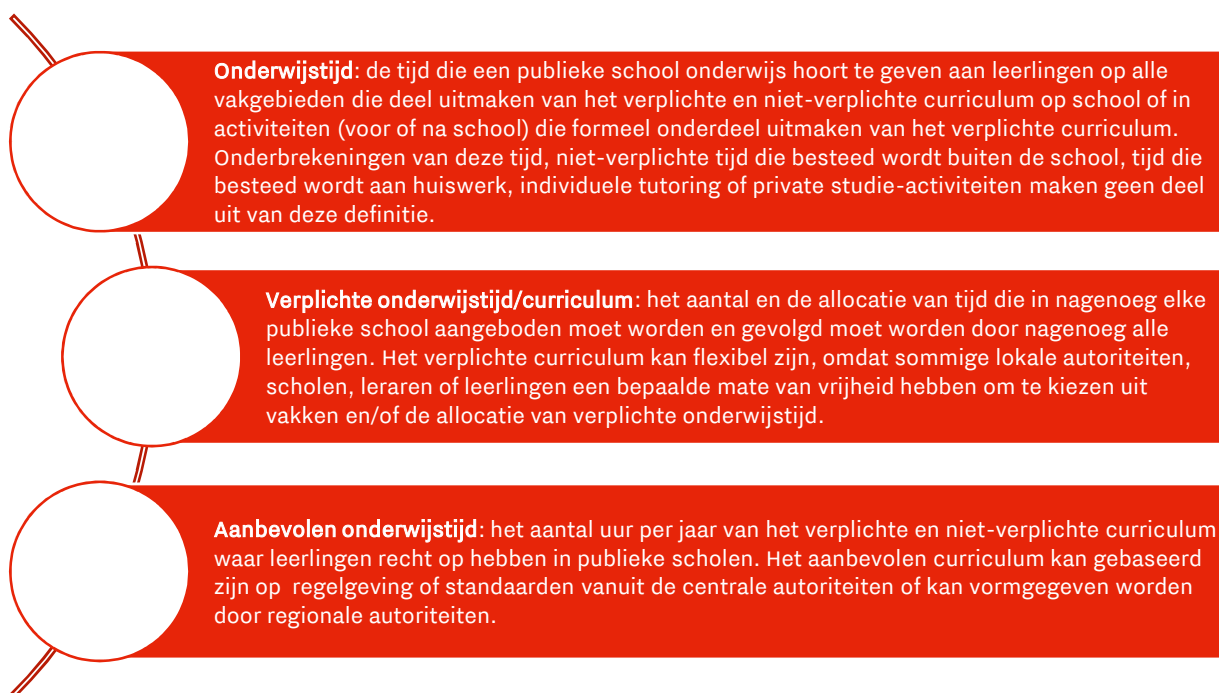 Onderwijstijd: de tijd die een publieke school onderwijs hoort te geven aan leerlingen op alle
vakgebieden die deel uitmaken van het verplichte en niet-verplichte curriculum op school of in
activiteiten (voor of na school) die formeel onderdeel uitmaken van het verplichte curriculum.
Onderbrekeningen van deze tijd, niet-verplichte tijd die besteed wordt buiten de school, tijd die
besteed wordt aan huiswerk, individuele tutoring of private studie-activiteiten maken geen deel
uit van deze definitie.
Verplichte onderwijstijd/curriculum: het aantal en de allocatie van tijd die in nagenoeg elke
publieke school aangeboden moet worden en gevolgd moet worden door nagenoeg alle
leerlingen. Het verplichte curriculum kan flexibel zijn, omdat sommige lokale autoriteiten,
scholen, leraren of leerlingen een bepaalde mate van vrijheid hebben om te kiezen uit
vakken en/of de allocatie van verplichte onderwijstijd.
Aanbevolen onderwijstijd: het aantal uur per jaar van het verplichte en niet-verplichte curriculum
waar leerlingen recht op hebben in publieke scholen. Het aanbevolen curriculum kan gebaseerd
zijn op  regelgeving of standaarden vanuit de centrale autoriteiten of kan vormgegeven worden
door regionale autoriteiten.